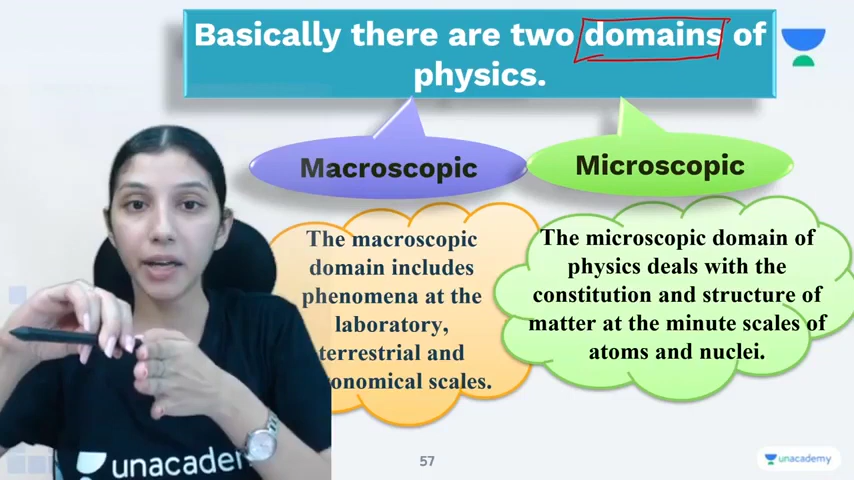 Basically there are two domains of
physics.
Macroscopic
Microscopic
The macroscopic
domain includes
phenomena at the
laboratory,
terrestrial and
scales.
The microscopic domain of
physics deals with the
constitution and structure of
matter at the minute scales of
atoms and nuclei.
unacademy
57
unacademy